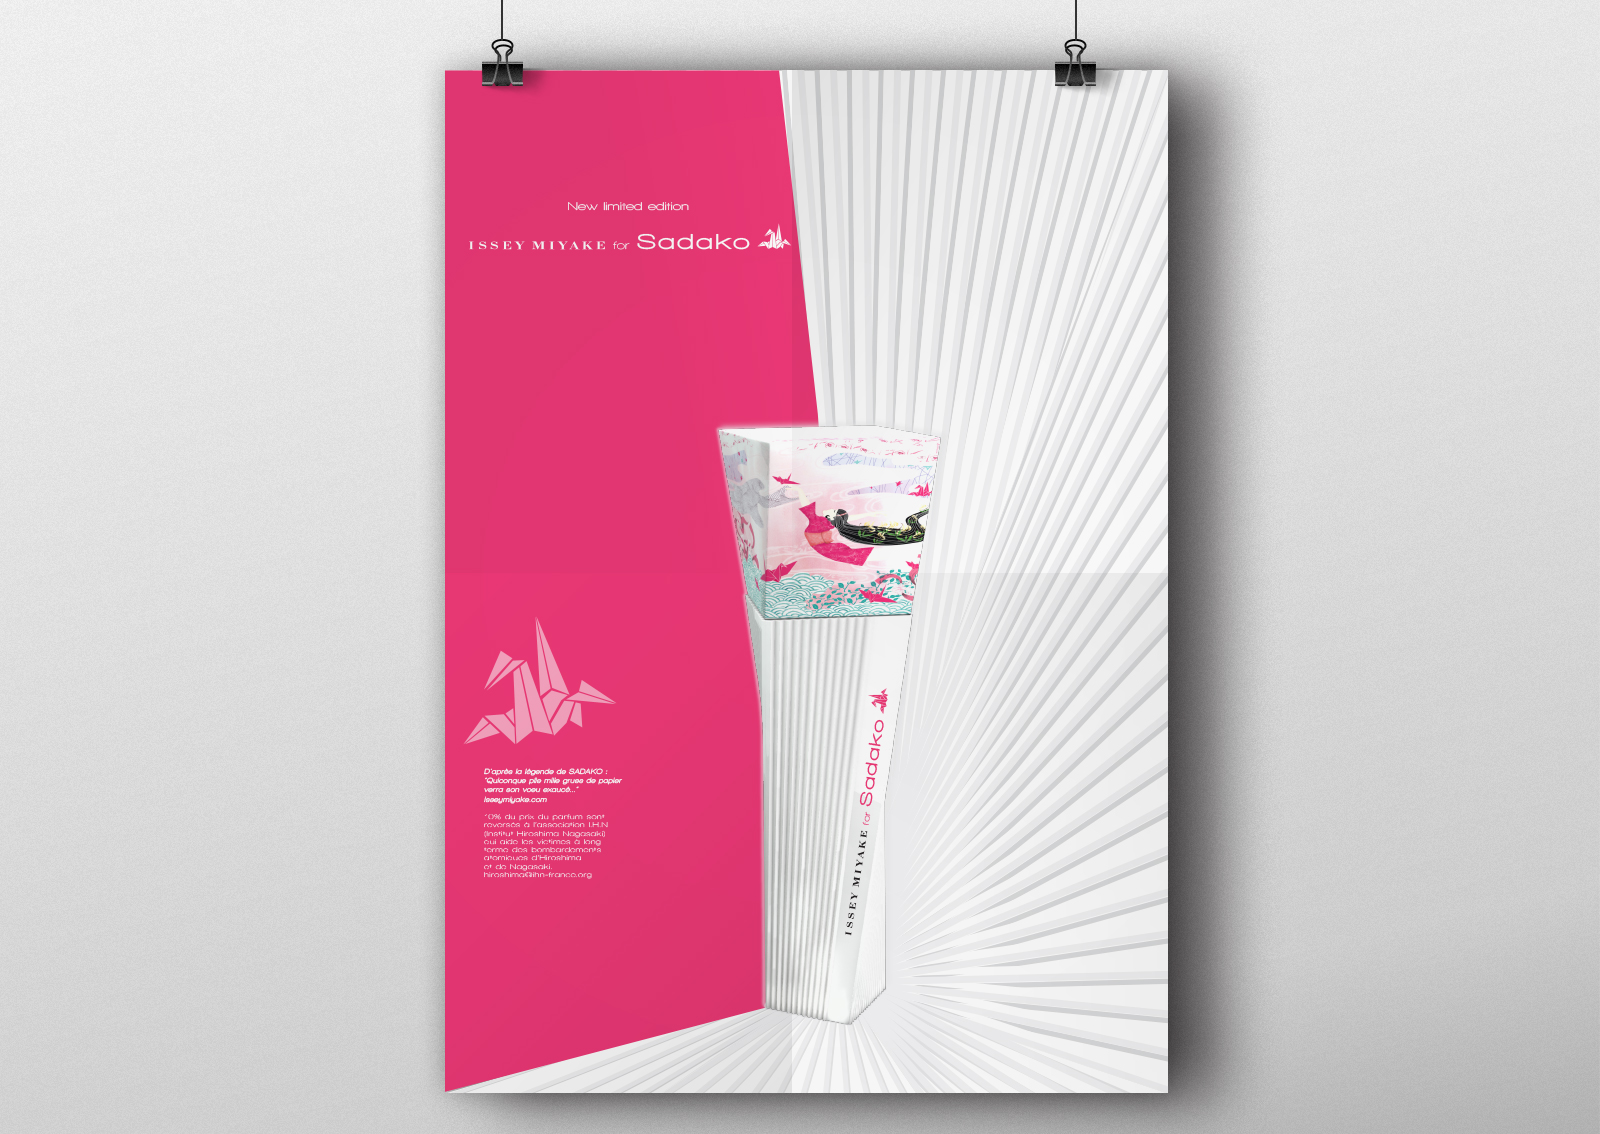 New limited edition
ISSEY MIYAKE for Sadako
D'après la légende de SADAKO :
"Quiconque plie mille grues de papier
verra son voeu exaucé..."
isseymiyake.com
*10% du prix du parfum sont
reversés à l'association I.H.N
(Institut Hiroshima Nagasaki)
qui aide les victimes à long
terme des bombardements
atomiques d'Hiroshima
et de Nagasaki.
hiroshima@ihn-france.org
ISSEY MIYAKE for Sadako